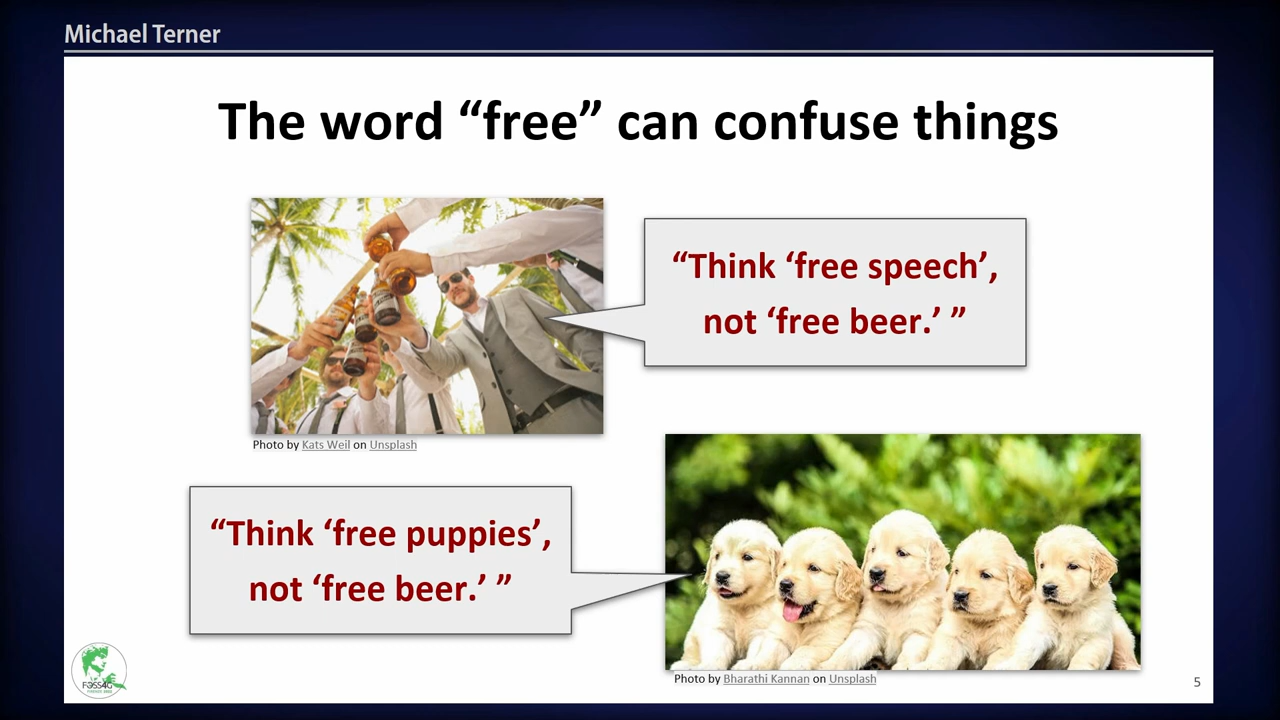 Michael Terner
The word “free” can confuse things
“Think ‘free speech’,
not ‘free beer.’ ”
Photo by Kats Weil on Unsplash
“Think ‘free puppies’,
not ‘free beer.’ ”
Photo by Bharathi Kannan on Unsplash
FOSS4G
5